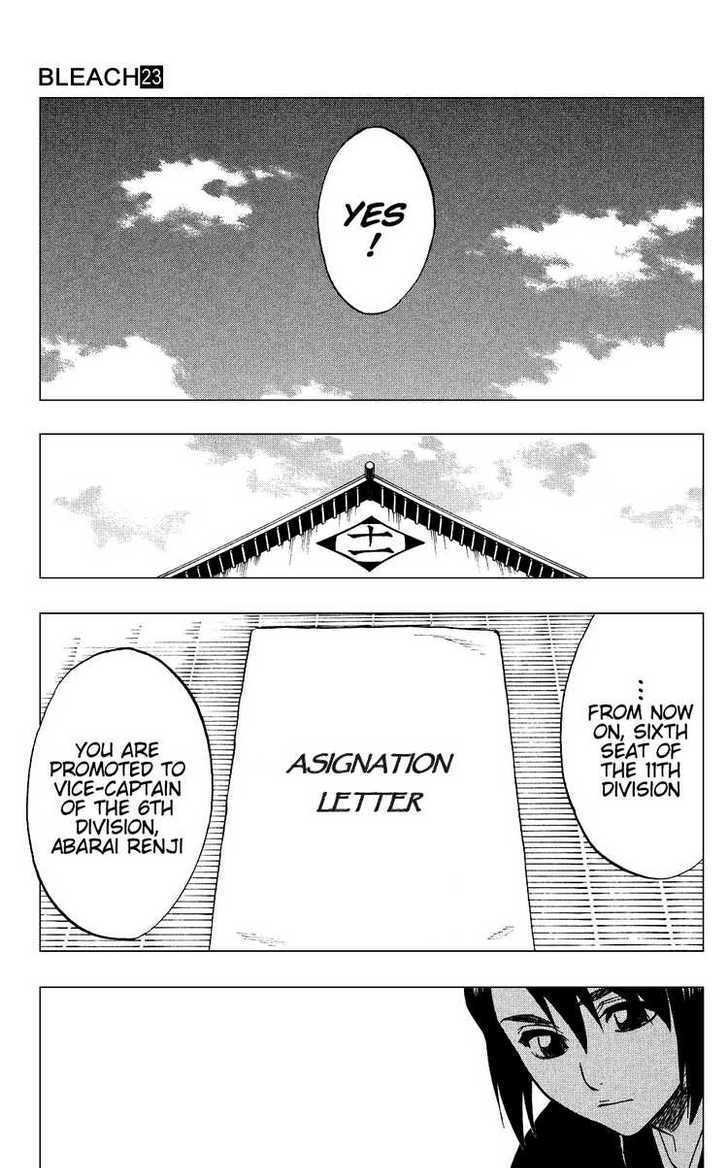 BLEACH23
YES
!
十一
...
FROM NOW
ON, SIXTH
SEAT OF
THE 11TH
DIVISION
ASIGNATION
LETTER
YOU ARE
PROMOTED TO
VICE-CAPTAIN
OF THE 6TH
DIVISION,
ABARAI RENJI